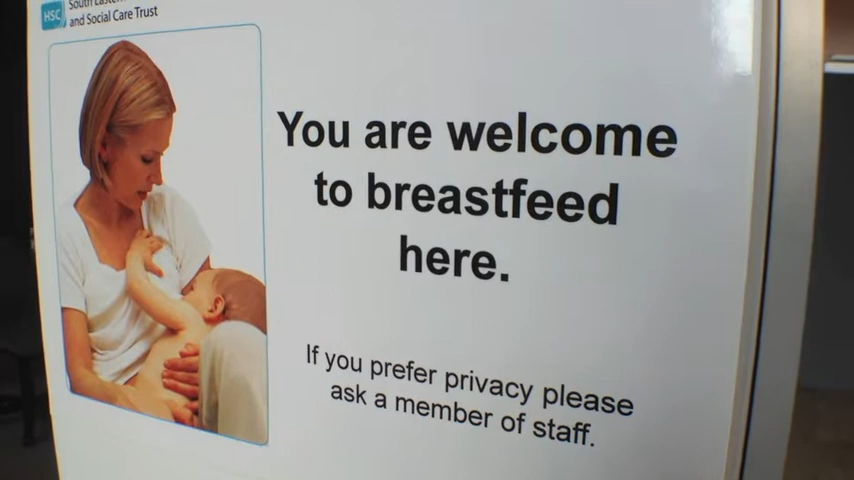 HSC
South
and Social Care Trust
You are welcome
to breastfeed
here.
If you prefer privacy please
ask a member of staff.